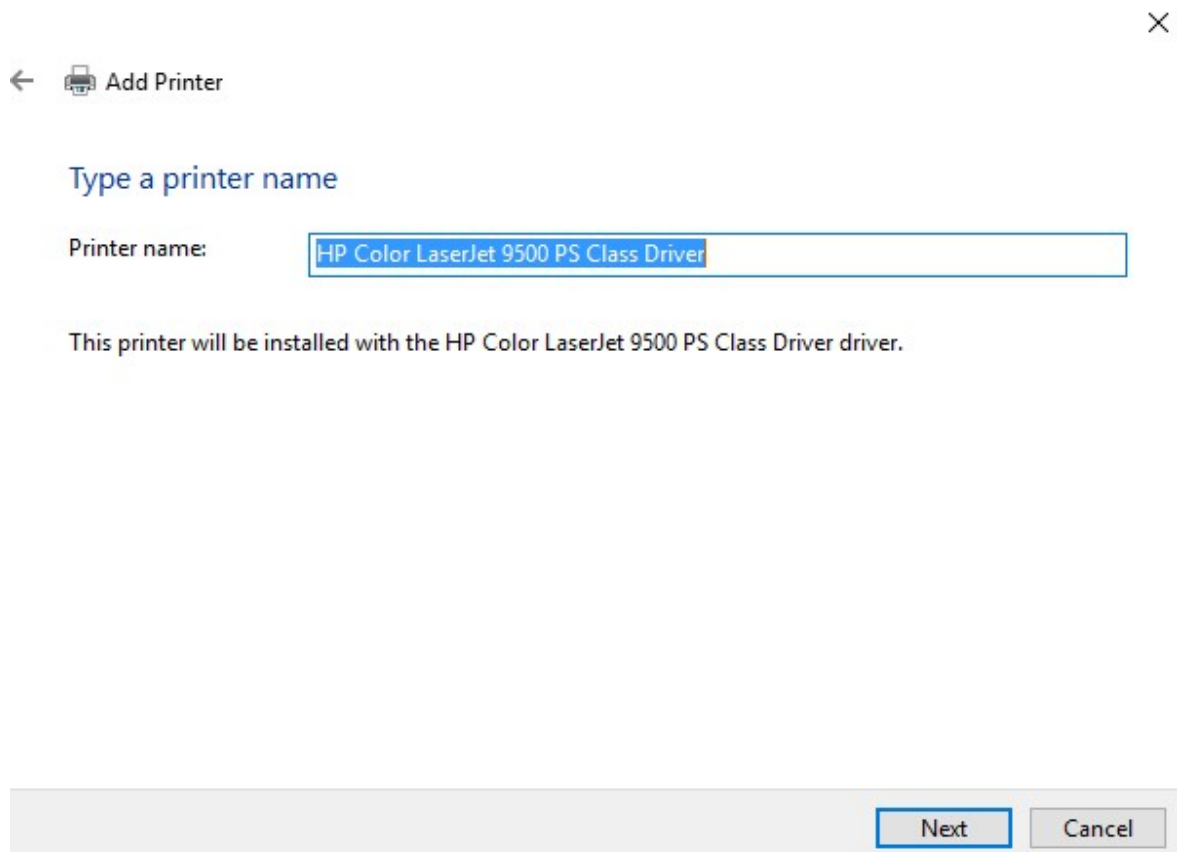 Add Printer
Type a printer name
Printer name: HP Color LaserJet 9500 PS Class Driver
This printer will be installed with the HP Color LaserJet 9500 PS Class Driver driver.
Next Cancel